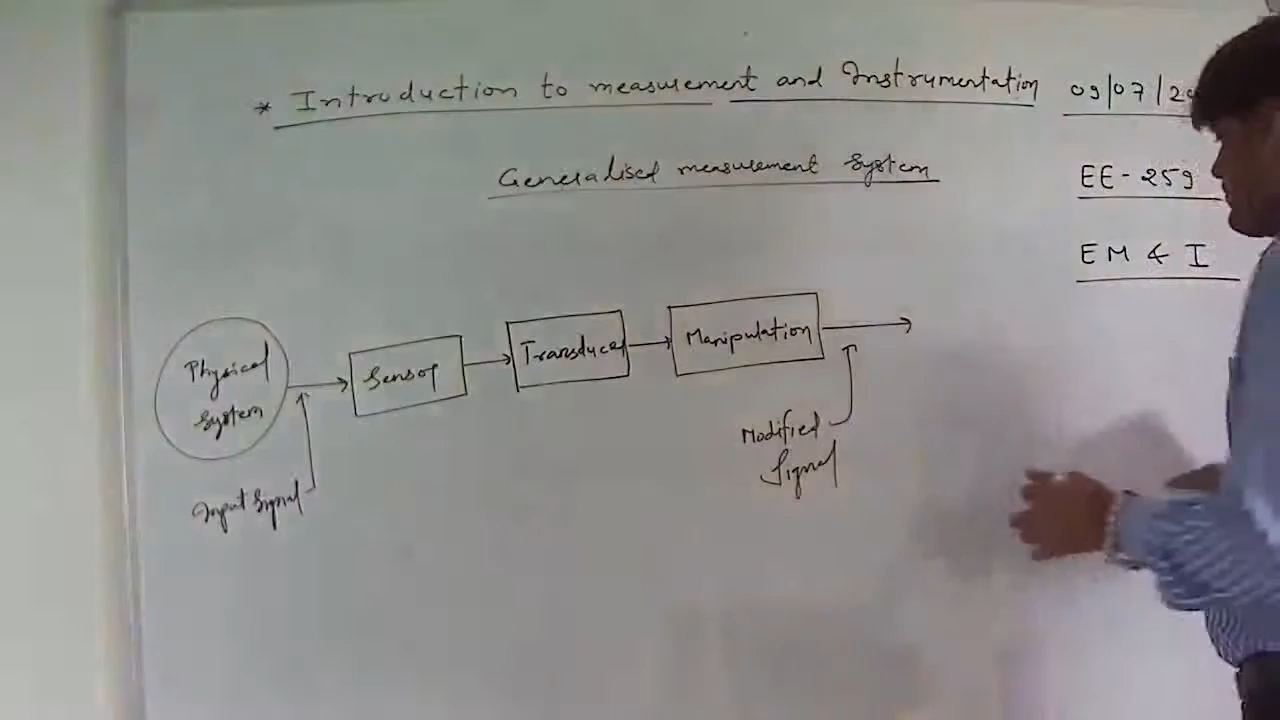 * Introduction to measurement and Instrumentation
09/07/20
Generalised measurement System
EE-259
EM & I
Physical
System
Sensor
Transducer
Manipulation
Input Signal
Modified
Signal